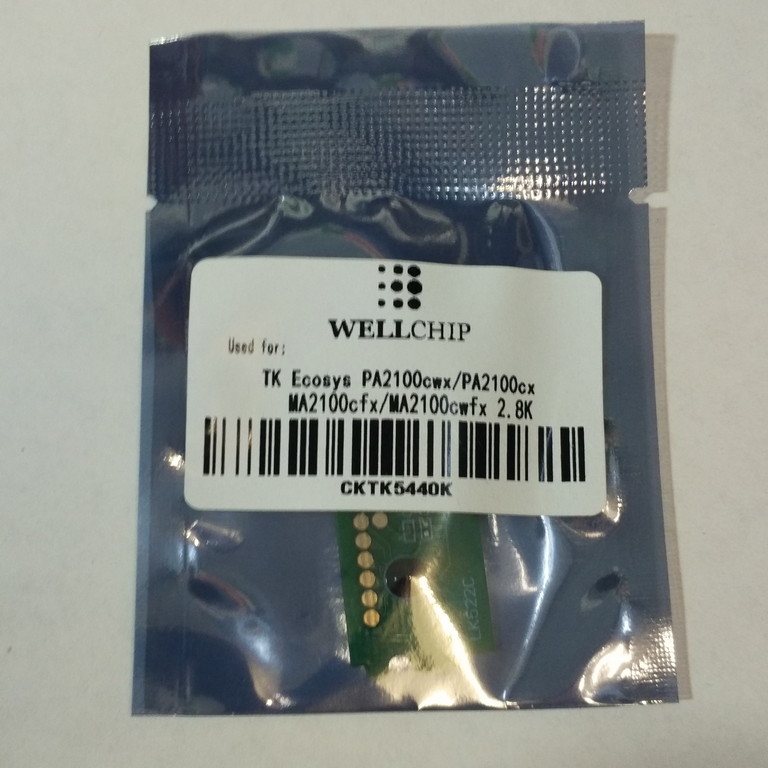 WELLCHIP
Used for:
TK Ecosys PA2100cwx/PA2100cx
MA2100cfx/MA2100cwfx 2.8K
CKTK5440K